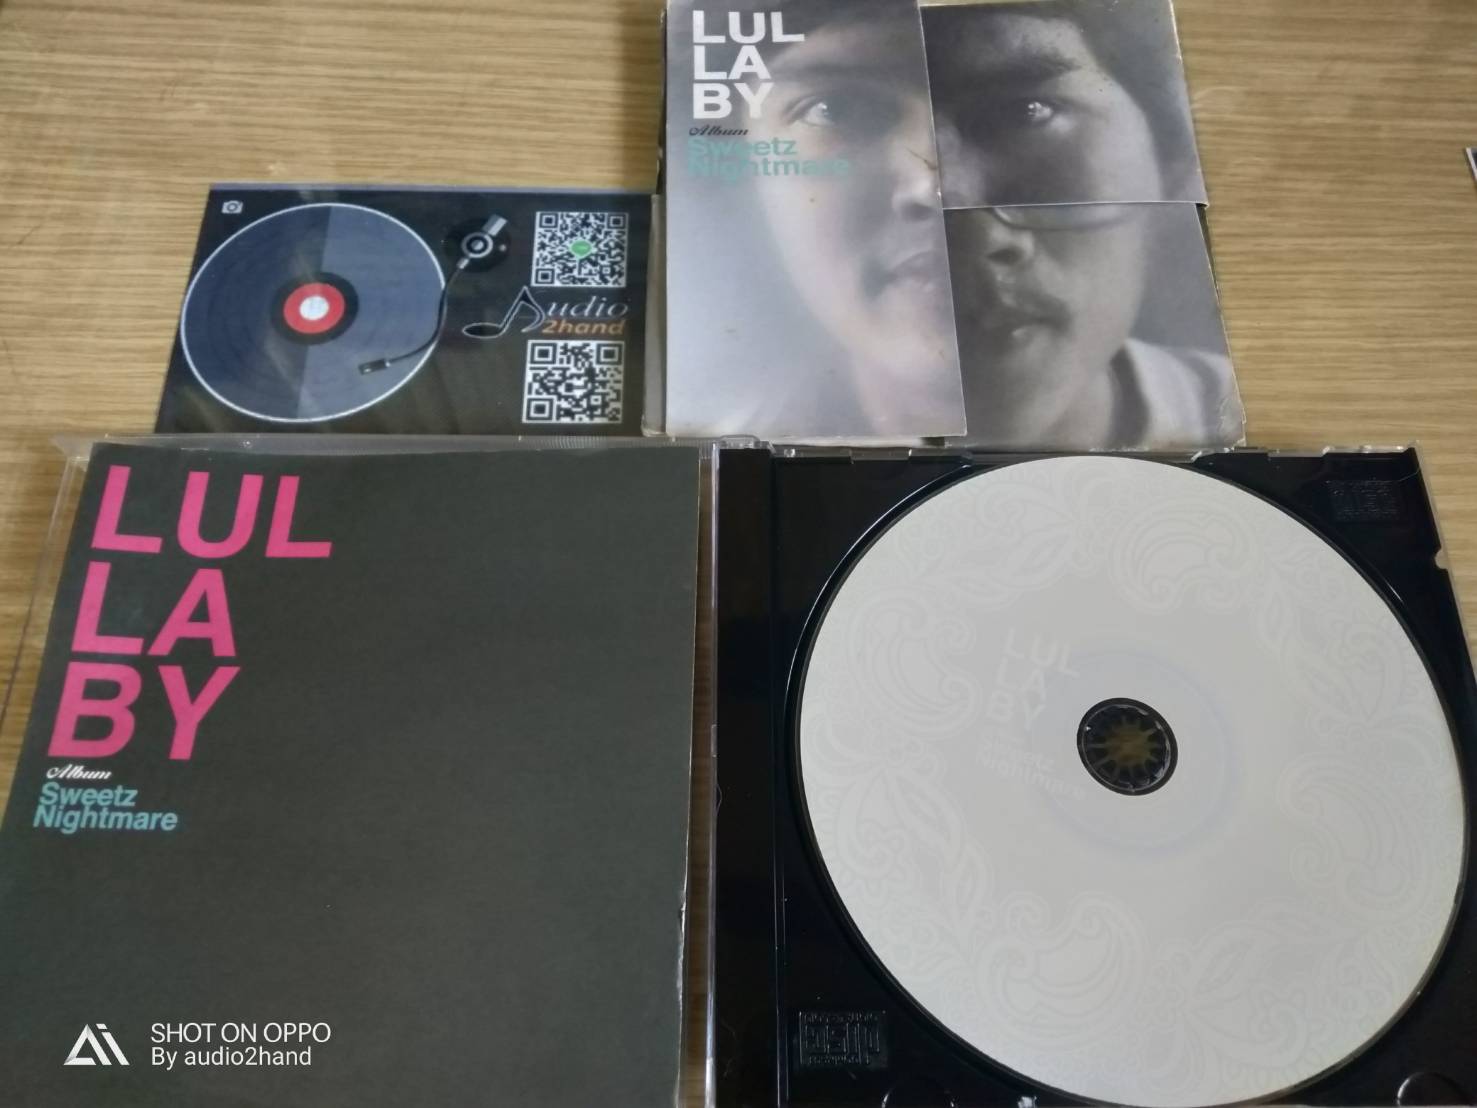 LUL
LA
BY
Album
Sweetz
Nightmare
Audio
2hand
LUL
LA
BY
Album
Sweetz
Nightmare
LUL
LA
BY
Sweetz
Nightmare
SHOT ON OPPO
By audio2hand